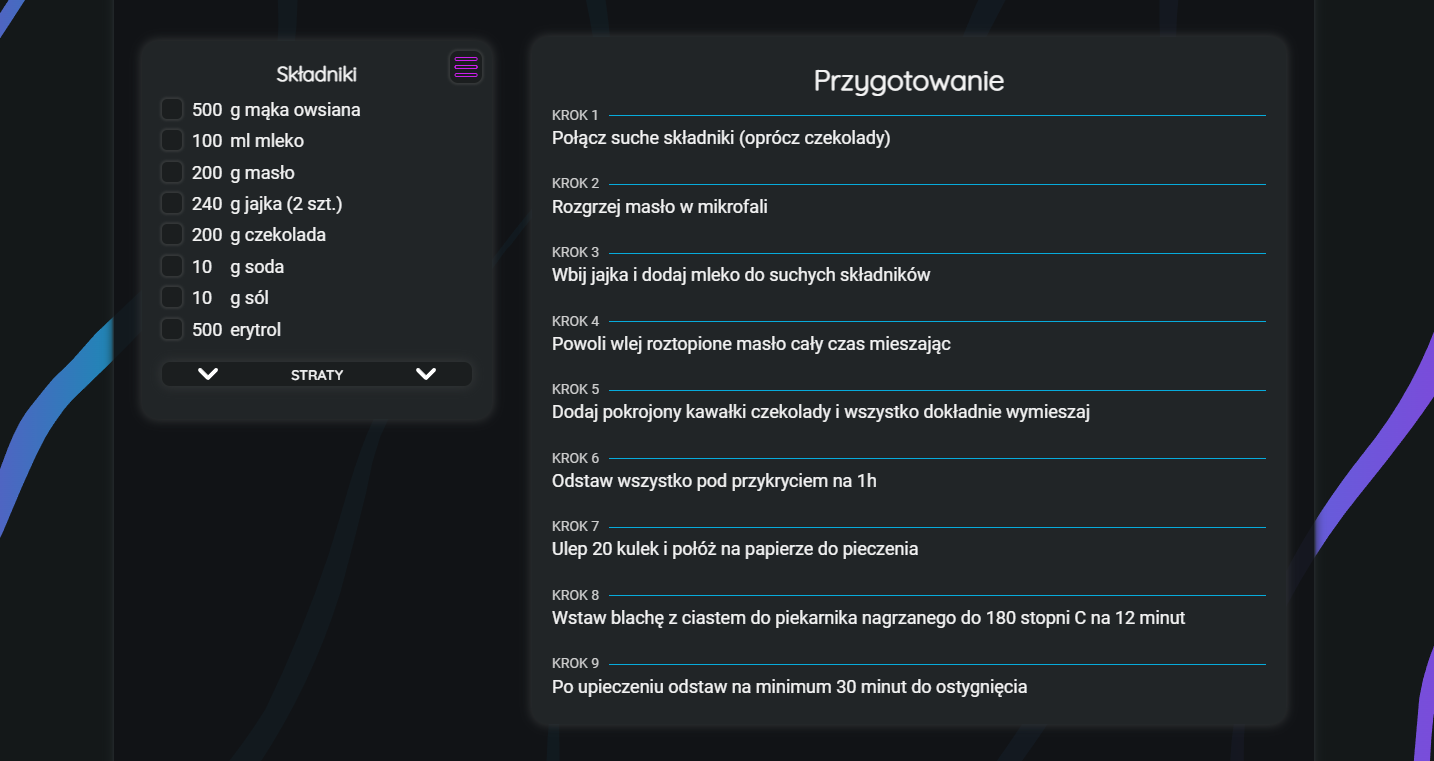 Składniki
500 g mąka owsiana
100 ml mleko
200 g masło
240 g jajka (2 szt.)
200 g czekolada
10 g soda
10 g sól
500 erytrol
STRATY
Przygotowanie
KROK 1
Połącz suche składniki (oprócz czekolady)
KROK 2
Rozgrzej masło w mikrofali
KROK 3
Wbij jajka i dodaj mleko do suchych składników
KROK 4
Powoli wlej roztopione masło cały czas mieszając
KROK 5
Dodaj pokrojony kawałki czekolady i wszystko dokładnie wymieszaj
KROK 6
Odstaw wszystko pod przykryciem na 1h
KROK 7
Ulep 20 kulek i połóż na papierze do pieczenia
KROK 8
Wstaw blachę z ciastem do piekarnika nagrzanego do 180 stopni C na 12 minut
KROK 9
Po upieczeniu odstaw na minimum 30 minut do ostygnięcia